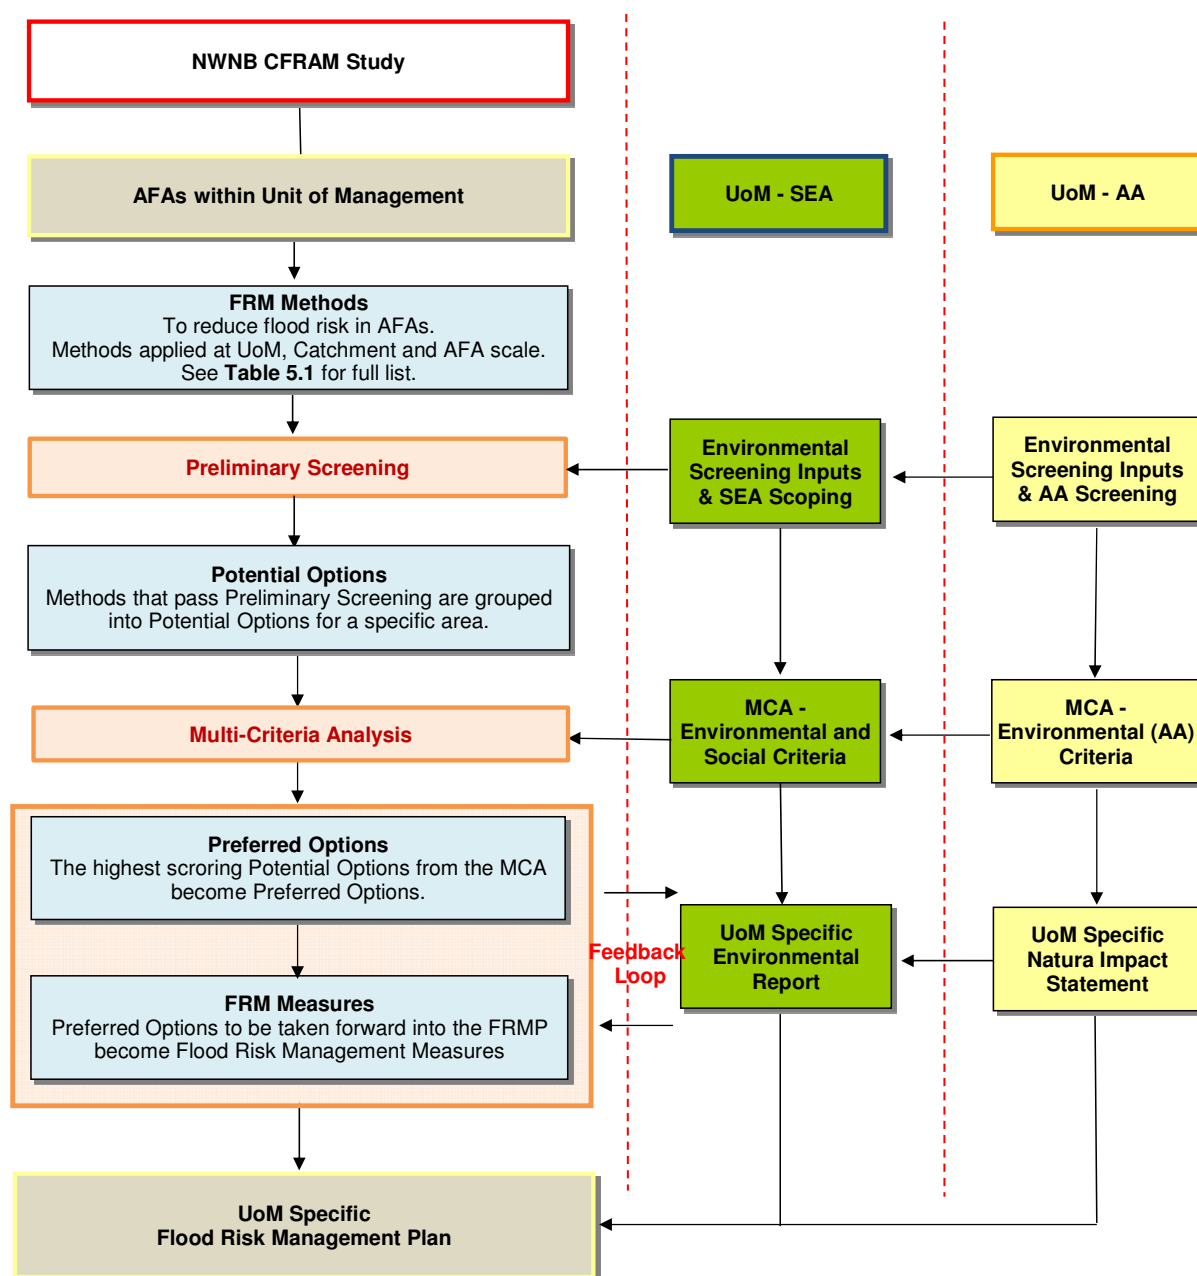 NWNB CFRAM Study
AFAs within Unit of Management
UoM - SEA
UoM - AA
FRM Methods
To reduce flood risk in AFAs.
Methods applied at UoM, Catchment and AFA scale.
See Table 5.1 for full list.
Preliminary Screening
Environmental
Screening Inputs
& SEA Scoping
Environmental
Screening Inputs
& AA Screening
Potential Options
Methods that pass Preliminary Screening are grouped
into Potential Options for a specific area.
Multi-Criteria Analysis
MCA -
Environmental and
Social Criteria
MCA -
Environmental (AA)
Criteria
Preferred Options
The highest scroring Potential Options from the MCA
become Preferred Options.
Feedback
Loop
UoM Specific
Environmental
Report
UoM Specific
Natura Impact
Statement
FRM Measures
Preferred Options to be taken forward into the FRMP
become Flood Risk Management Measures
UoM Specific
Flood Risk Management Plan